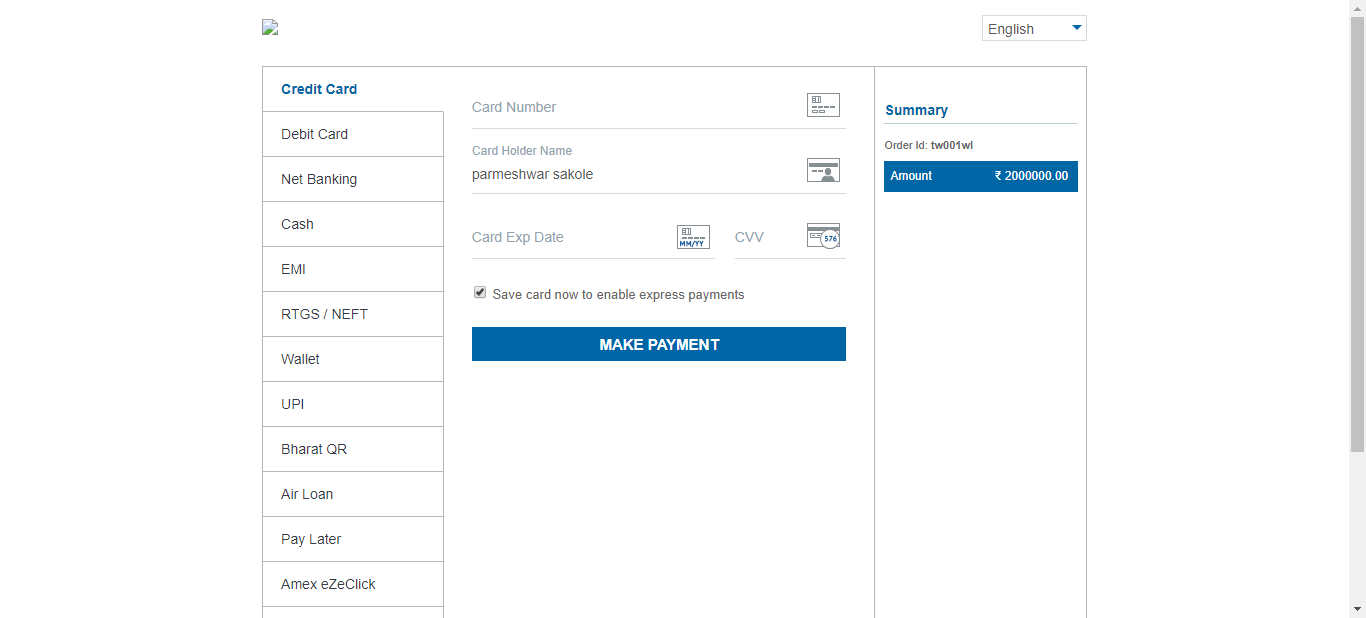 English
Credit Card
Debit Card
Net Banking
Cash
EMI
RTGS / NEFT
Wallet
UPI
Bharat QR
Air Loan
Pay Later
Amex eZeClick
Card Number
Card Holder Name
parmeshwar sakole
Card Exp Date
MM/YY
CVV
576
Save card now to enable express payments
MAKE PAYMENT
Summary
Order Id: tw001wl
Amount ₹ 2000000.00